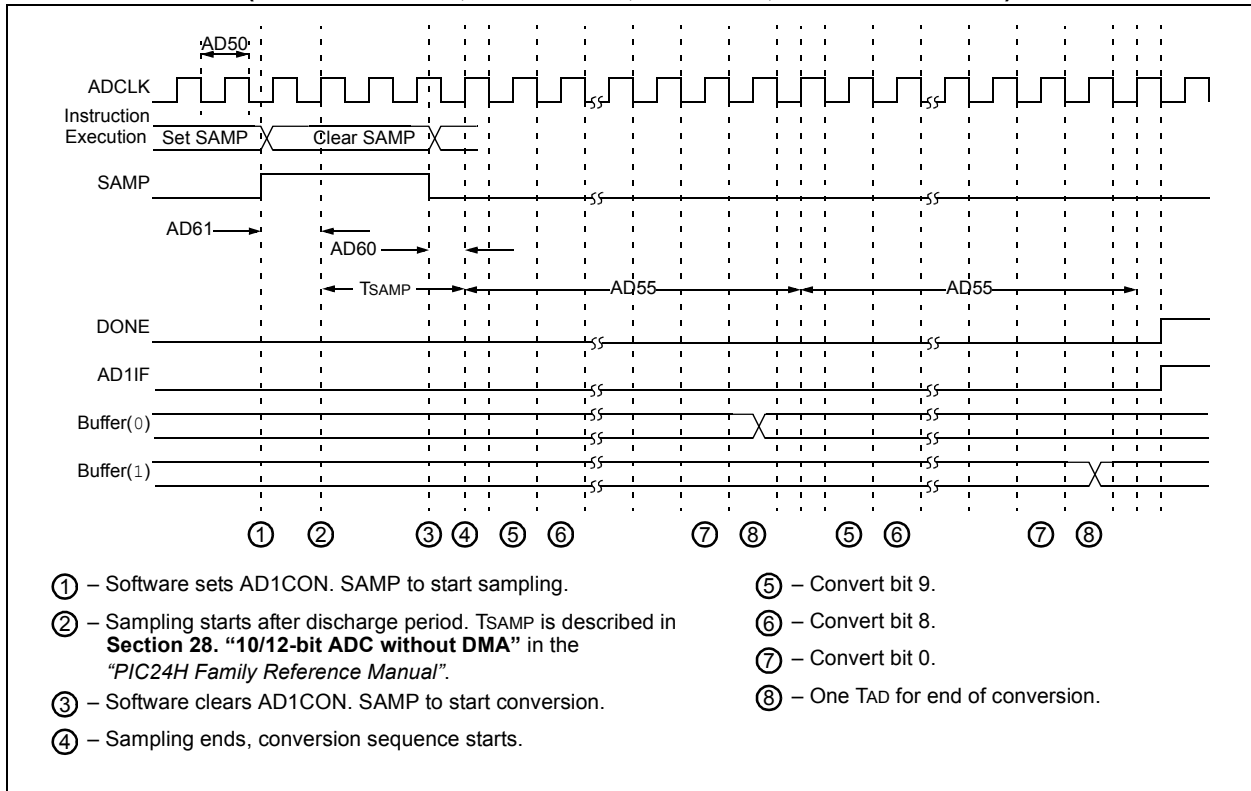 AD50
ADCLK
Instruction
Execution Set SAMP Clear SAMP
SAMP
AD61
AD60
TSAMP AD55 AD55
DONE
AD1IF
Buffer(0)
Buffer(1)
1 2 3 4 5 6 7 8 5 6 7 8
1 – Software sets AD1CON. SAMP to start sampling.
2 – Sampling starts after discharge period. TSAMP is described in
Section 28. “10/12-bit ADC without DMA” in the
“PIC24H Family Reference Manual”.
3 – Software clears AD1CON. SAMP to start conversion.
4 – Sampling ends, conversion sequence starts.
5 – Convert bit 9.
6 – Convert bit 8.
7 – Convert bit 0.
8 – One TAD for end of conversion.